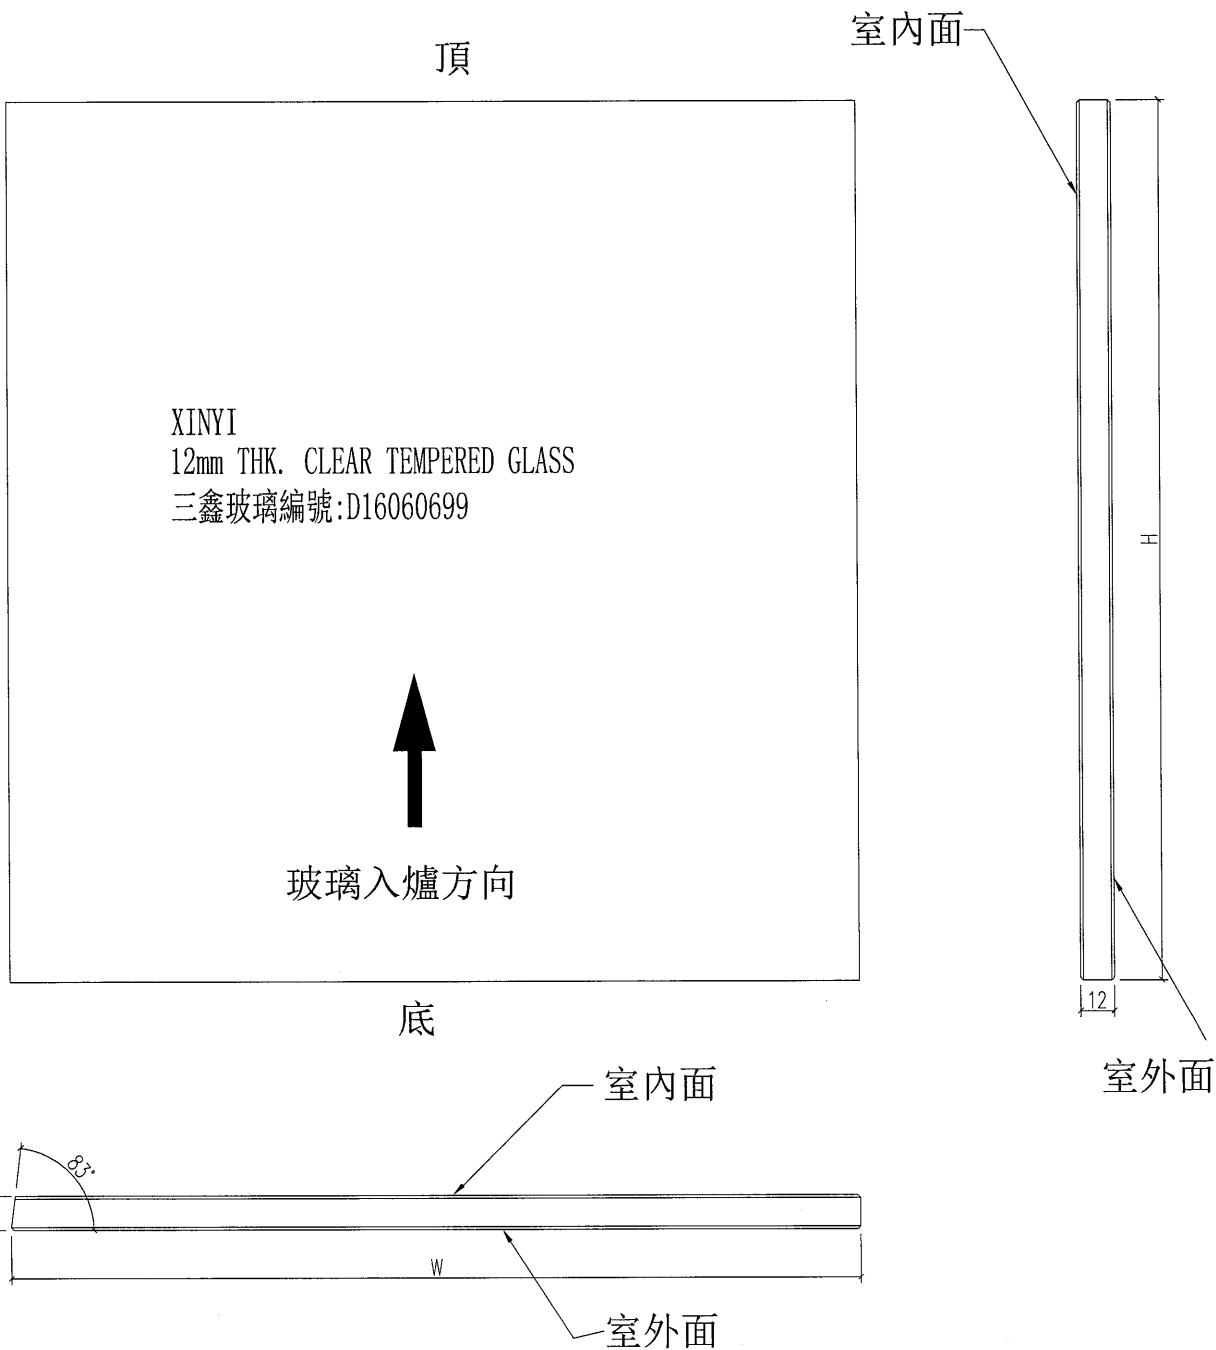 室內面
頂
XINYI
12mm THK. CLEAR TEMPERED GLASS
三鑫玻璃編號:D16060699
H
玻璃入爐方向
底
12
室外面
室內面
83°
W
室外面